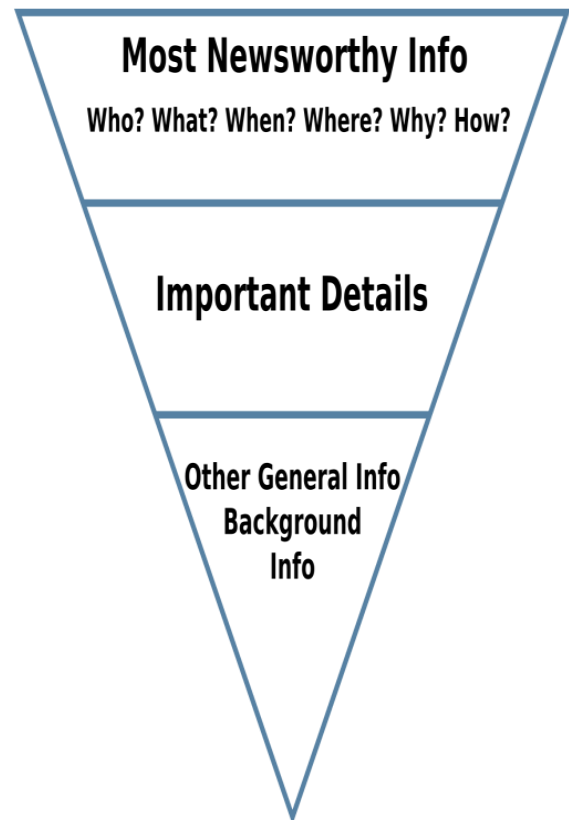 Most Newsworthy Info
Who? What? When? Where? Why? How?
Important Details
Other General Info
Background
Info